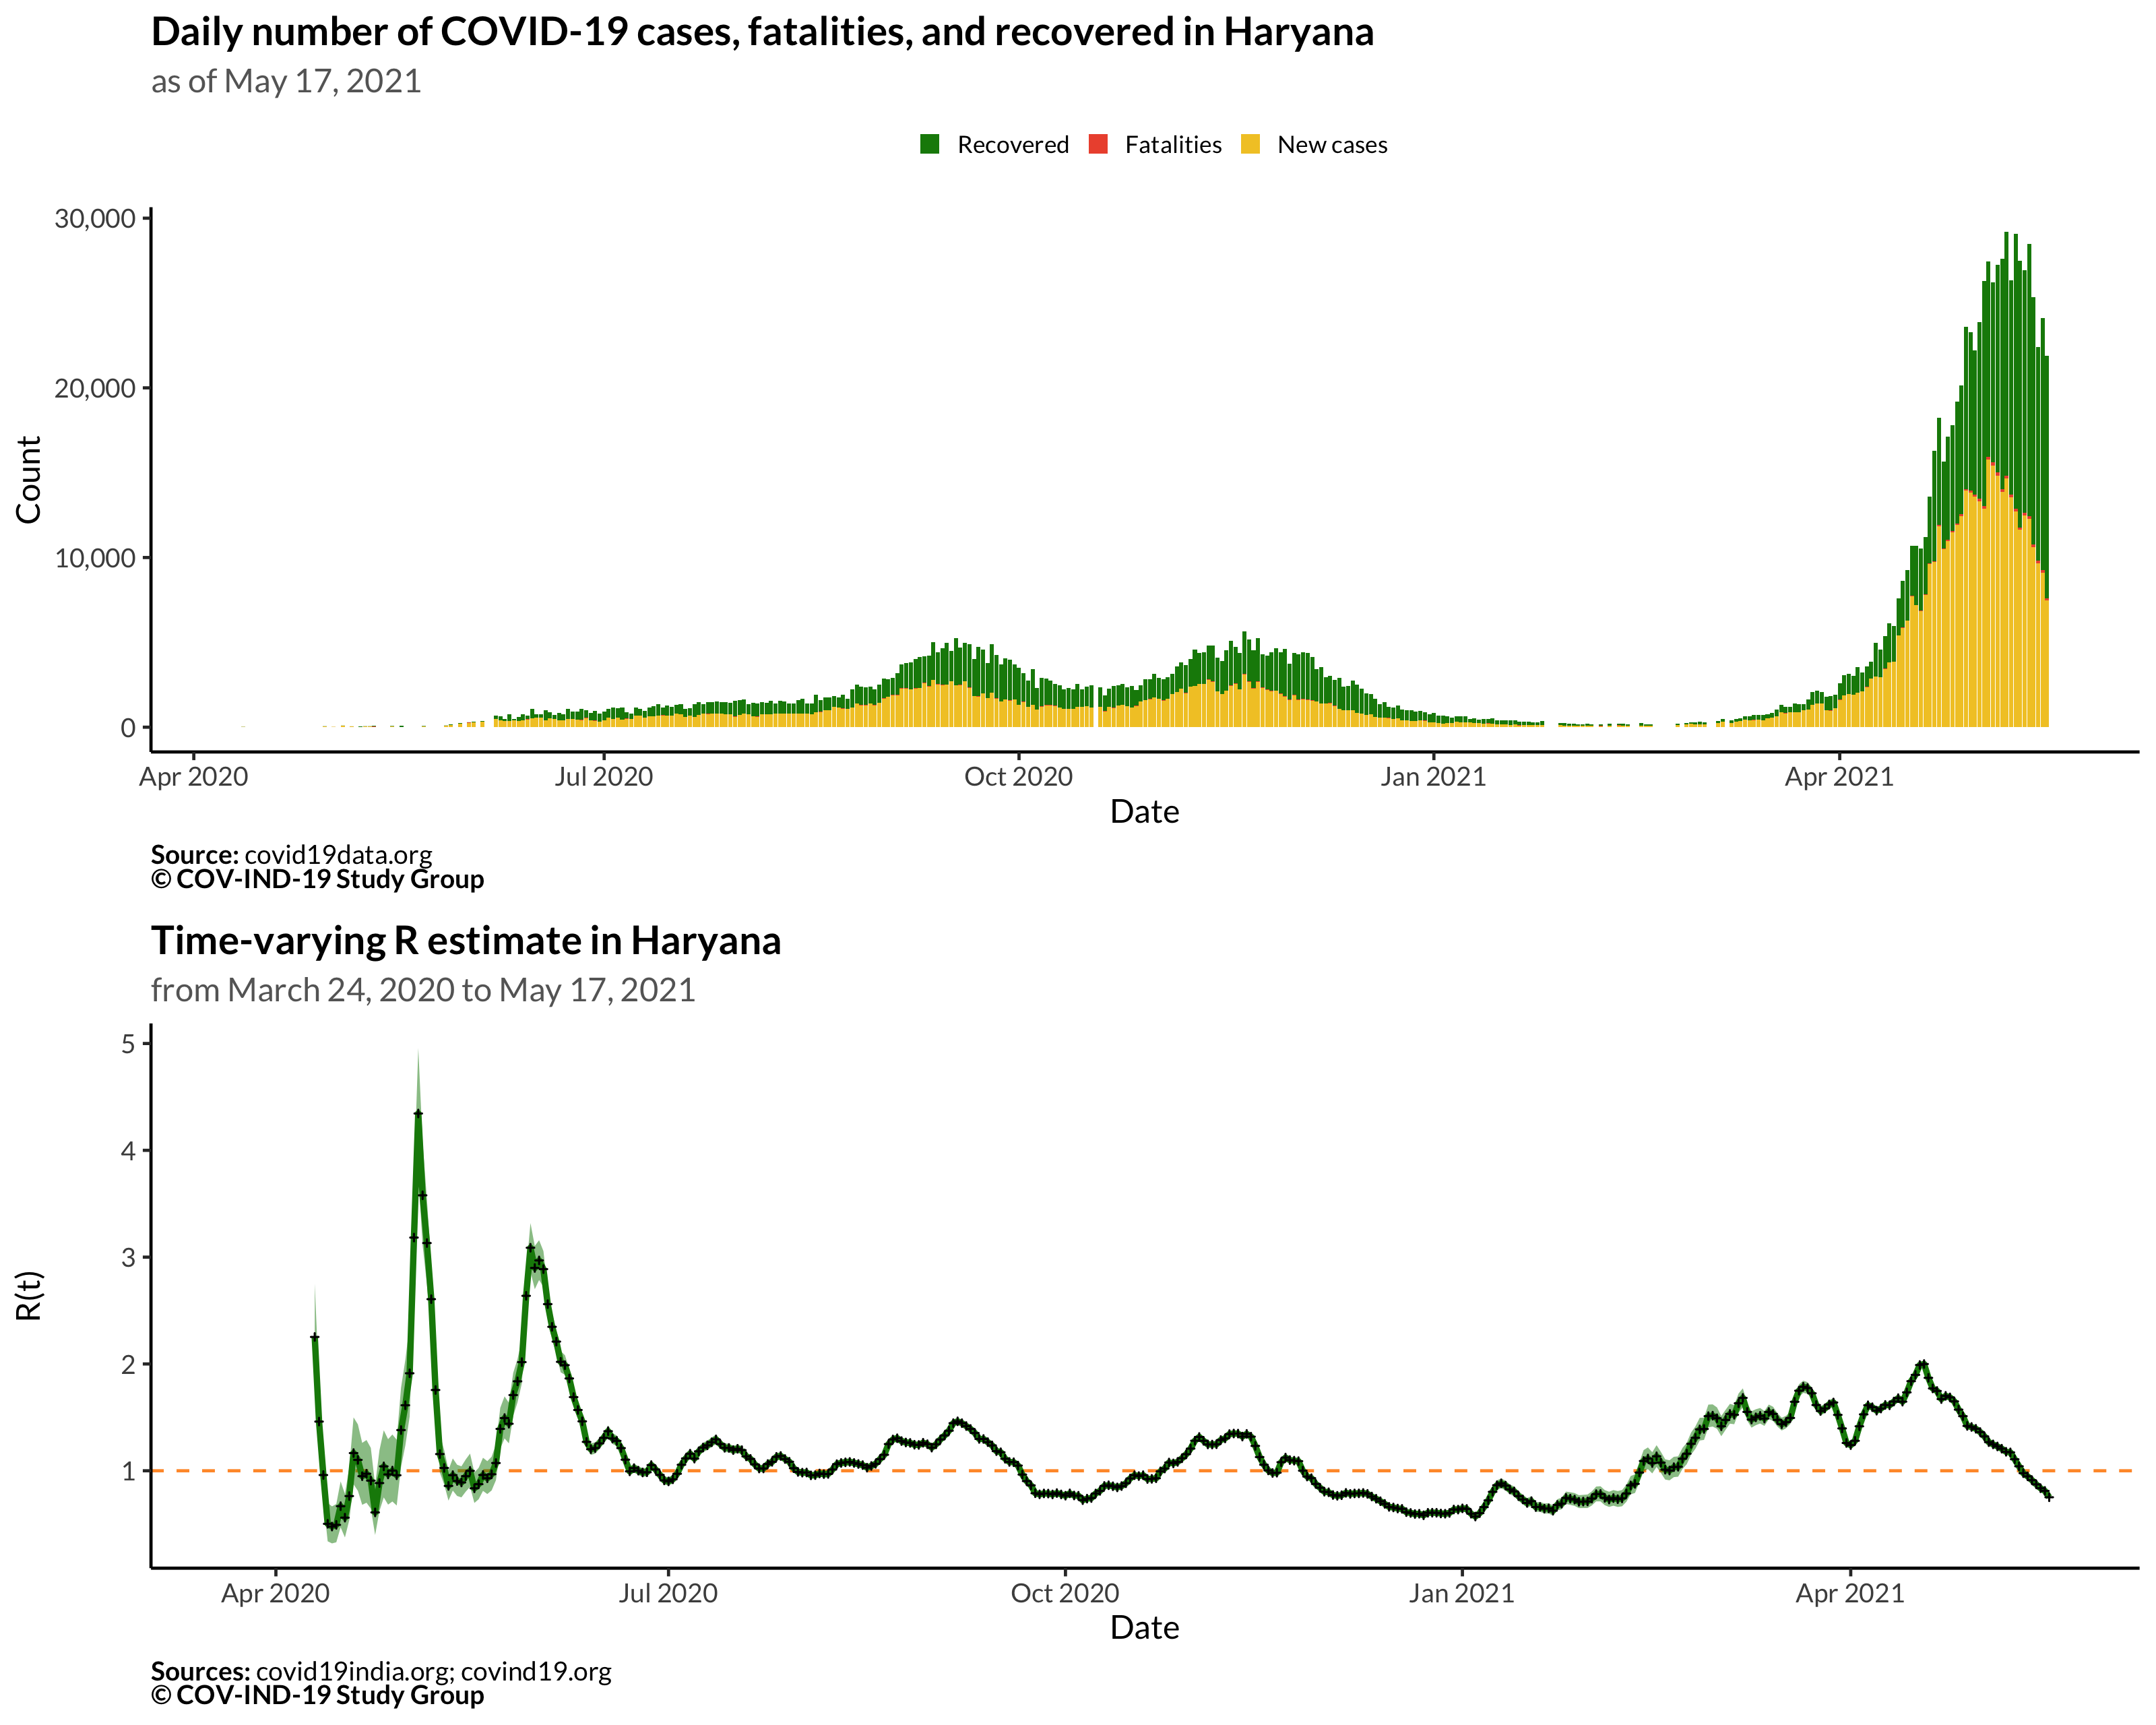 Daily number of COVID-19 cases, fatalities, and recovered in Haryana
as of May 17, 2021
Recovered Fatalities New cases
30,000
20,000
10,000
0
Count
Apr 2020 Jul 2020 Oct 2020 Jan 2021 Apr 2021
Date
Source: covid19data.org
© COV-IND-19 Study Group
Time-varying R estimate in Haryana
from March 24, 2020 to May 17, 2021
5
4
3
2
1
R(t)
Apr 2020 Jul 2020 Oct 2020 Jan 2021 Apr 2021
Date
Sources: covid19india.org; covind19.org
© COV-IND-19 Study Group